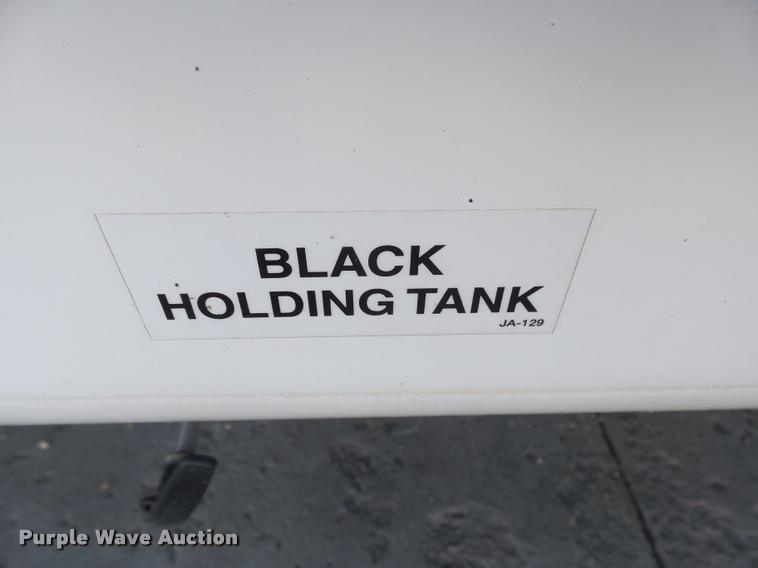 BLACK
HOLDING TANK
JA-129
Purple Wave Auction